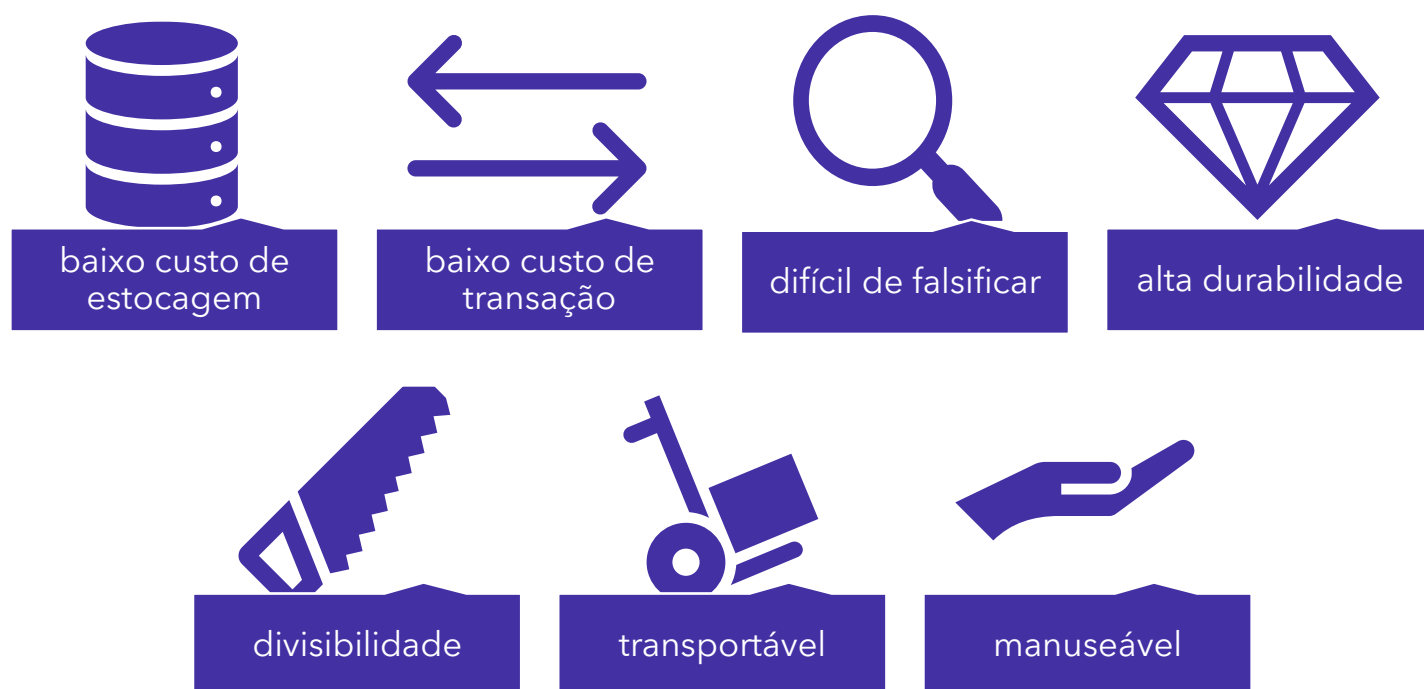 baixo custo de
estocagem
baixo custo de
transação
difícil de falsificar
alta durabilidade
divisibilidade
transportável
manuseável